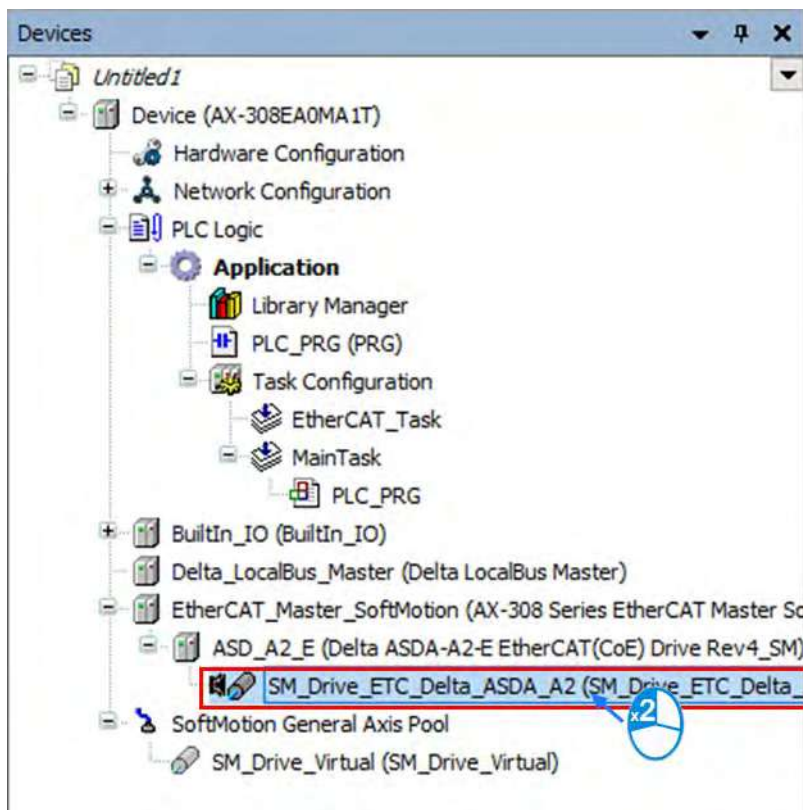 Devices
Untitled1
Device (AX-308EA0MA1T)
Hardware Configuration
Network Configuration
PLC Logic
Application
Library Manager
PLC_PRG (PRG)
Task Configuration
EtherCAT_Task
MainTask
PLC_PRG
BuiltIn_IO (BuiltIn_IO)
Delta_LocalBus_Master (Delta LocalBus Master)
EtherCAT_Master_SoftMotion (AX-308 Series EtherCAT Master So
ASD_A2_E (Delta ASDA-A2-E EtherCAT(CoE) Drive Rev4_SM)
SM_Drive_ETC_Delta_ASDA_A2 (SM_Drive_ETC_Delta_
x2
SoftMotion General Axis Pool
SM_Drive_Virtual (SM_Drive_Virtual)